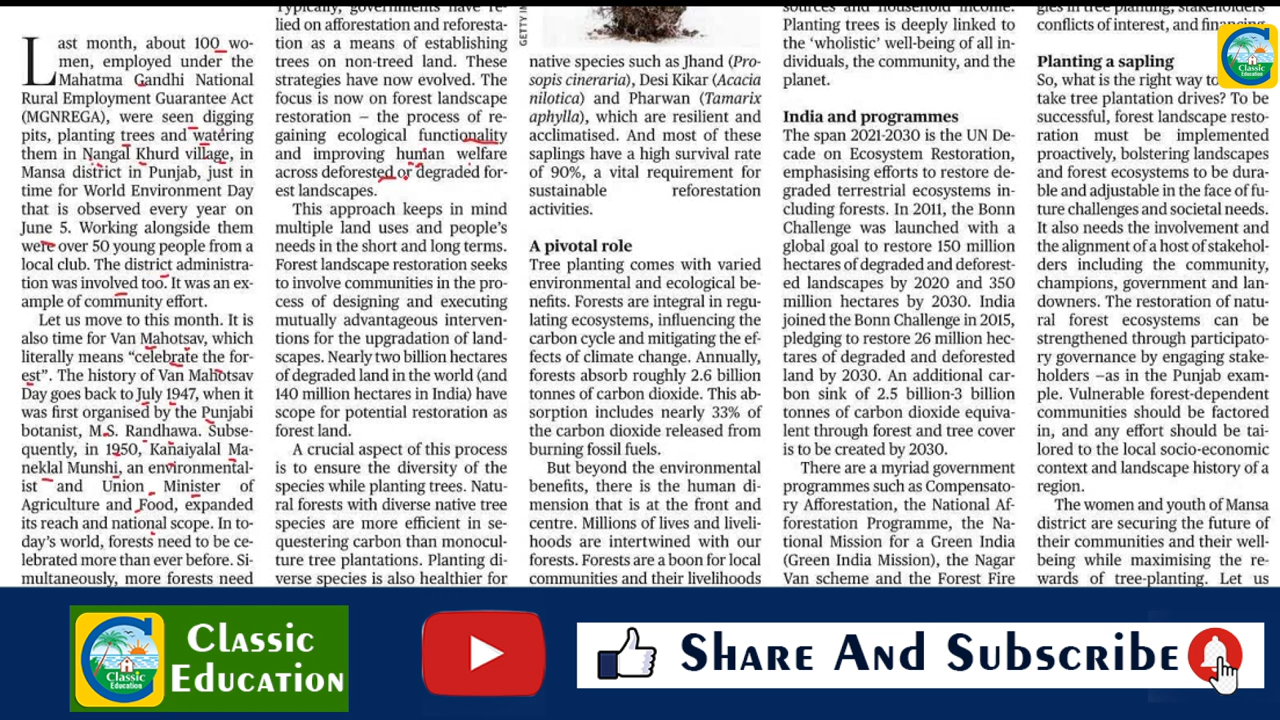 Last month, about 100 wo-
men, employed under the
Mahatma Gandhi National
Rural Employment Guarantee Act
(MGNREGA), were seen digging
pits, planting trees and watering
them in Nangal Khurd village, in
Mansa district in Punjab, just in
time for World Environment Day
that is observed every year on
June 5. Working alongside them
were over 50 young people from a
local club. The district administra-
tion was involved too. It was an ex-
ample of community effort.
Let us move to this month. It is
also time for Van Mahotsav, which
literally means “celebrate the for-
est”. The history of Van Mahotsav
Day goes back to July 1947, when it
was first organised by the Punjabi
botanist, M.S. Randhawa. Subse-
quently, in 1950, Kanaiyalal Ma-
neklal Munshi, an environmental-
ist and Union Minister of
Agriculture and Food, expanded
its reach and national scope. In to-
day’s world, forests need to be ce-
lebrated more than ever before. Si-
multaneously, more forests need
Typically, governments have re-
lied on afforestation and reforesta-
tion as a means of establishing
trees on non-treed land. These
strategies have now evolved. The
focus is now on forest landscape
restoration – the process of re-
gaining ecological functionality
and improving human welfare
across deforested or degraded for-
est landscapes.
This approach keeps in mind
multiple land uses and people’s
needs in the short and long terms.
Forest landscape restoration seeks
to involve communities in the pro-
cess of designing and executing
mutually advantageous interven-
tions for the upgradation of land-
scapes. Nearly two billion hectares
of degraded land in the world (and
140 million hectares in India) have
scope for potential restoration as
forest land.
A crucial aspect of this process
is to ensure the diversity of the
species while planting trees. Natu-
ral forests with diverse native tree
species are more efficient in se-
questering carbon than monocul-
ture tree plantations. Planting di-
verse species is also healthier for
GETTY IM
native species such as Jhand (Pro-
sopis cineraria), Desi Kikar (Acacia
nilotica) and Pharwan (Tamarix
aphylla), which are resilient and
acclimatised. And most of these
saplings have a high survival rate
of 90%, a vital requirement for
sustainable reforestation
activities.
A pivotal role
Tree planting comes with varied
environmental and ecological be-
nefits. Forests are integral in regu-
lating ecosystems, influencing the
carbon cycle and mitigating the ef-
fects of climate change. Annually,
forests absorb roughly 2.6 billion
tonnes of carbon dioxide. This ab-
sorption includes nearly 33% of
the carbon dioxide released from
burning fossil fuels.
But beyond the environmental
benefits, there is the human di-
mension that is at the front and
centre. Millions of lives and liveli-
hoods are intertwined with our
forests. Forests are a boon for local
communities and their livelihoods
sources and household income.
Planting trees is deeply linked to
the ‘wholistic’ well-being of all in-
dividuals, the community, and the
planet.
India and programmes
The span 2021-2030 is the UN De-
cade on Ecosystem Restoration,
emphasising efforts to restore de-
graded terrestrial ecosystems in-
cluding forests. In 2011, the Bonn
Challenge was launched with a
global goal to restore 150 million
hectares of degraded and deforest-
ed landscapes by 2020 and 350
million hectares by 2030. India
joined the Bonn Challenge in 2015,
pledging to restore 26 million hec-
tares of degraded and deforested
land by 2030. An additional car-
bon sink of 2.5 billion-3 billion
tonnes of carbon dioxide equiva-
lent through forest and tree cover
is to be created by 2030.
There are a myriad government
programmes such as Compensato-
ry Afforestation, the National Af-
forestation Programme, the Na-
tional Mission for a Green India
(Green India Mission), the Nagar
Van scheme and the Forest Fire
gies in tree planting, stakeholders’
conflicts of interest, and financing.
Planting a sapling
So, what is the right way to
take tree plantation drives? To be
successful, forest landscape resto-
ration must be implemented
proactively, bolstering landscapes
and forest ecosystems to be dura-
ble and adjustable in the face of fu-
ture challenges and societal needs.
It also needs the involvement and
the alignment of a host of stakehol-
ders including the community,
champions, government and lan-
downers. The restoration of natu-
ral forest ecosystems can be
strengthened through participato-
ry governance by engaging stake-
holders –as in the Punjab exam-
ple. Vulnerable forest-dependent
communities should be factored
in, and any effort should be tai-
lored to the local socio-economic
context and landscape history of a
region.
The women and youth of Mansa
district are securing the future of
their communities and their well-
being while maximising the re-
wards of tree-planting. Let us
Classic
Education
Classic
Education
Classic
Education
Share And Subscribe